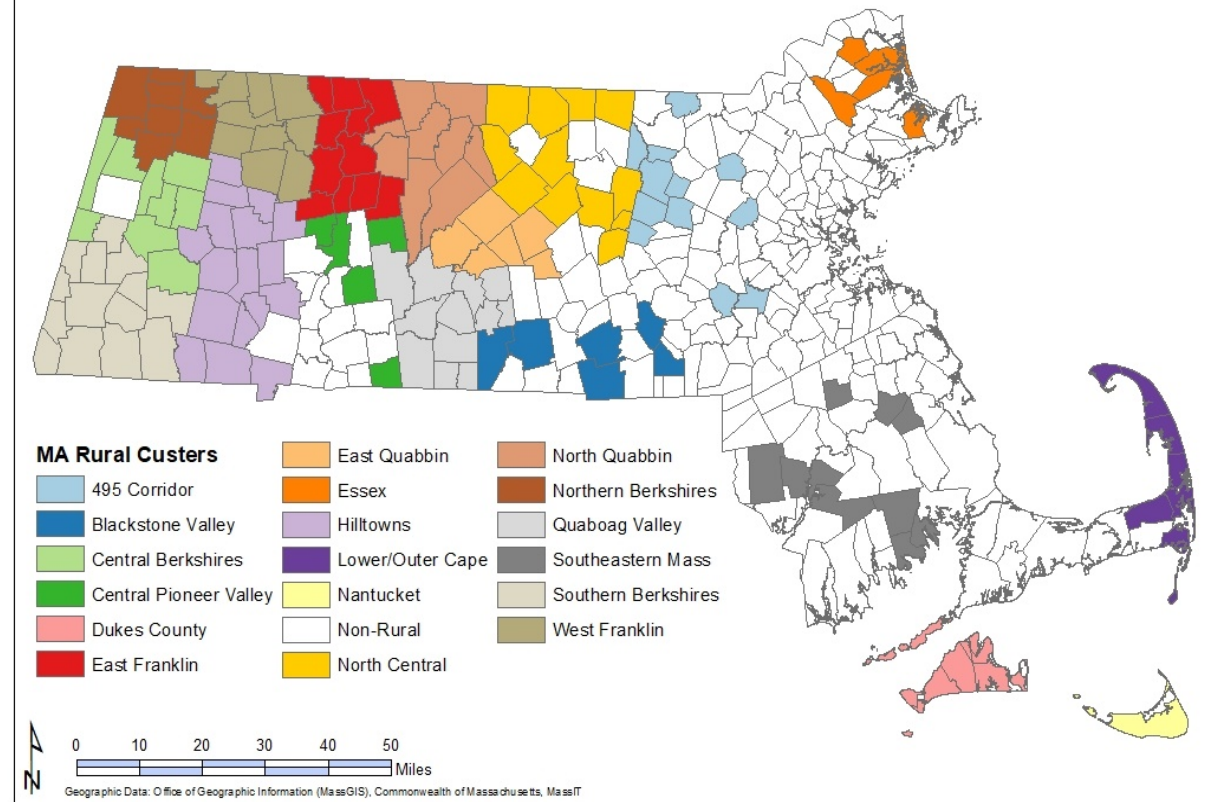 MA Rural Custers
495 Corridor
Blackstone Valley
Central Berkshires
Central Pioneer Valley
Dukes County
East Franklin
East Quabbin
Essex
Hilltowns
Lower/Outer Cape
Nantucket
Non-Rural
North Central
North Quabbin
Northern Berkshires
Quaboag Valley
Southeastern Mass
Southern Berkshires
West Franklin
N
0 10 20 30 40 50
Miles
Geographic Data: Office of Geographic Information (MassGIS), Commonwealth of Massachusetts, MassIT